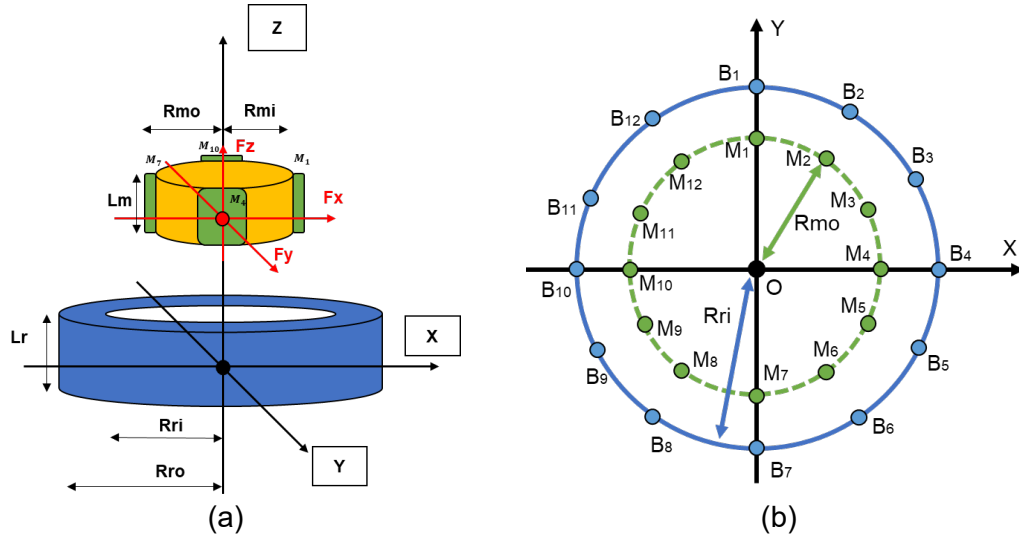 Z
Rmo
Rmi
M₇
M₁₀
Fz
M₁
Lm
M₄
Fx
Fy
Lr
X
Rri
Y
Rro
(a)
Y
B₁
B₂
B₁₂
M₁
M₂
B₃
M₁₂
M₃
B₁₁
M₁₁
Rmo
M₄
X
B₁₀
M₁₀
O
B₄
Rri
M₉
M₅
M₈
M₆
B₉
M₇
B₅
B₈
B₆
B₇
(b)